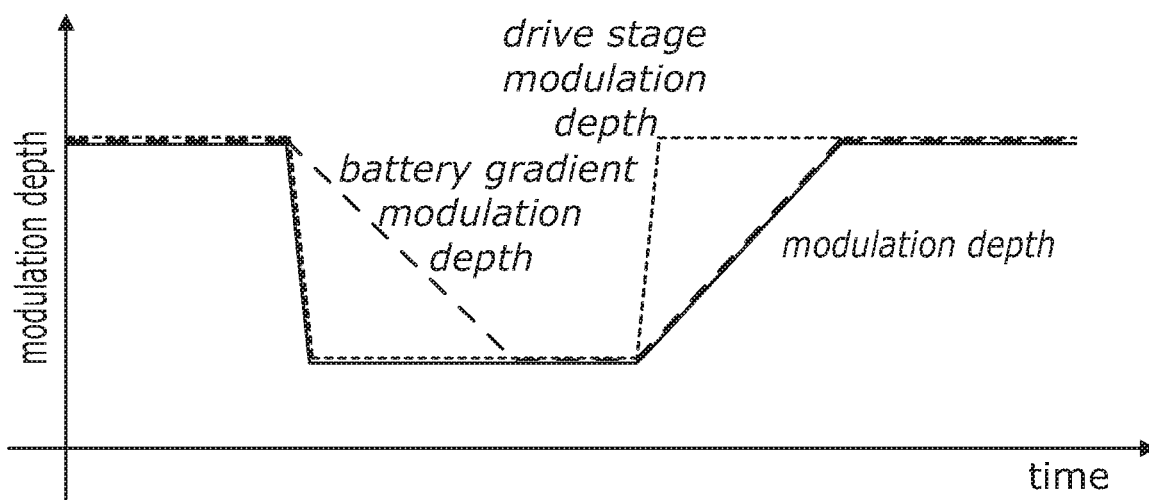 drive stage
modulation
depth
battery gradient
modulation
depth
modulation depth
modulation depth
time